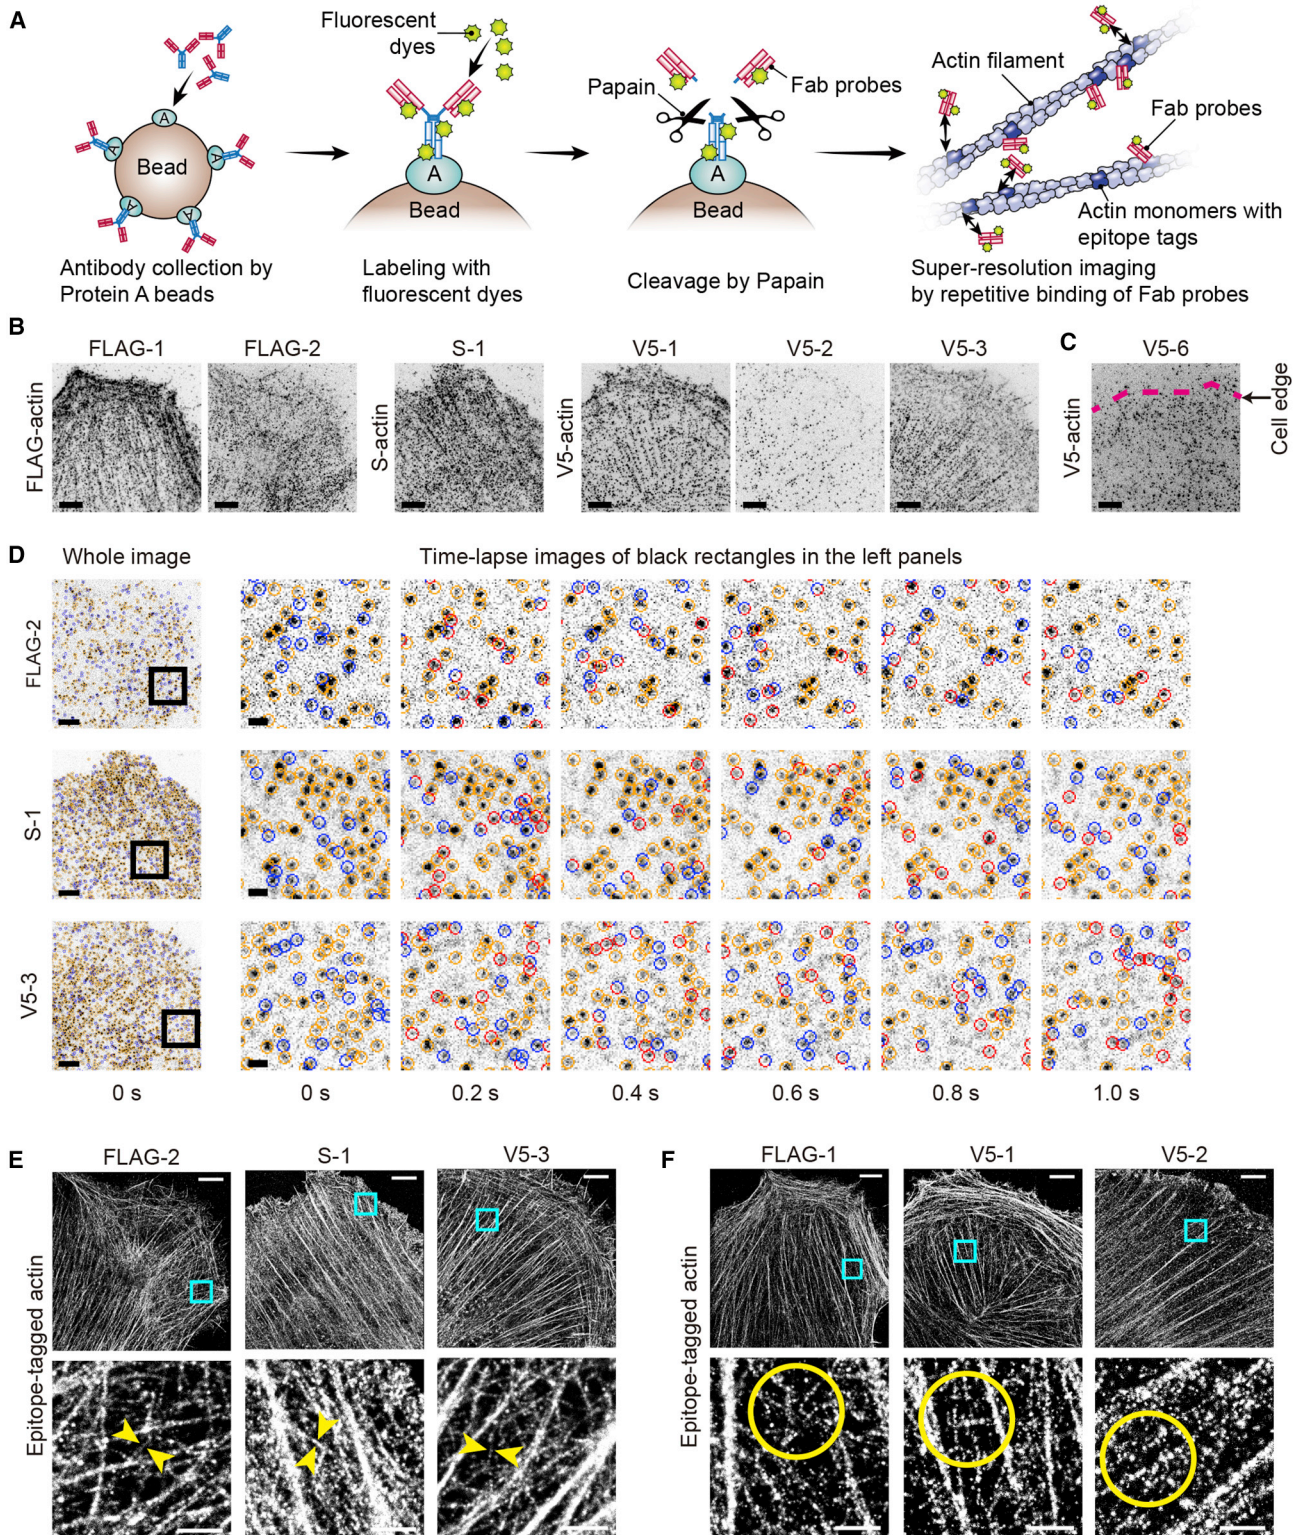 A
Fluorescent
dyes
Papain
Fab probes
Actin filament
Fab probes
Actin monomers with
epitope tags
A
A
A
A
A
Bead
A
Bead
A
Bead
Antibody collection by
Protein A beads
Labeling with
fluorescent dyes
Cleavage by Papain
Super-resolution imaging
by repetitive binding of Fab probes
B
FLAG-1
FLAG-2
S-1
V5-1
V5-2
V5-3
FLAG-actin
S-actin
V5-actin
C
V5-6
V5-actin
Cell edge
D
Whole image
Time-lapse images of black rectangles in the left panels
FLAG-2
S-1
V5-3
0 s
0 s
0.2 s
0.4 s
0.6 s
0.8 s
1.0 s
E
FLAG-2
S-1
V5-3
Epitope-tagged actin
F
FLAG-1
V5-1
V5-2
Epitope-tagged actin